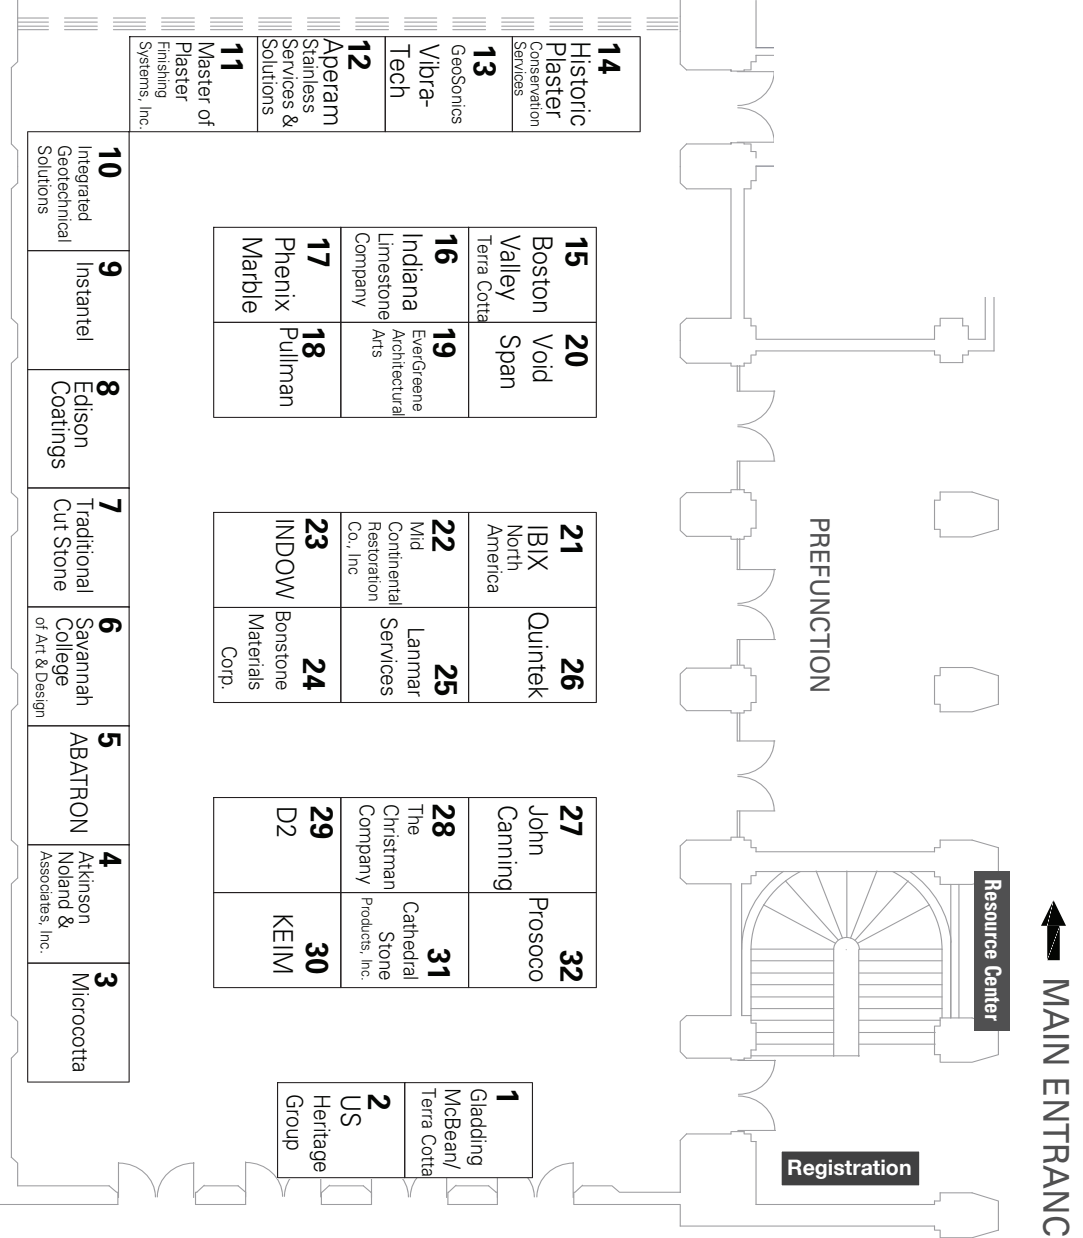 11
Master of
Plaster
Finishing
Systems, Inc.
12
Aperam
Stainless
Services &
Solutions
13
GeoSonics
Vibra-
Tech
14
Historic
Plaster
Conservation
Services
10
Integrated
Geotechnical
Solutions
9
Instantel
8
Edison
Coatings
7
Traditional
Cut Stone
6
Savannah
College
of Art & Design
5
ABATRON
4
Atkinson
Noland &
Associates, Inc.
3
Microcotta
17
Phenix
Marble
16
Indiana
Limestone
Company
15
Boston
Valley
Terra Cotta
18
Pullman
19
EverGreene
Architectural
Arts
20
Void
Span
23
INDOW
22
Mid
Continental
Restoration
Co., Inc
21
IBIX
North
America
24
Bonstone
Materials
Corp.
25
Lanmar
Services
26
Quintek
29
D2
28
The
Christman
Company
27
John
Canning
30
KEIM
31
Cathedral
Stone
Products, Inc.
32
Prosoco
2
US
Heritage
Group
1
Gladding
McBean/
Terra Cotta
PREFUNCTION
Resource Center
MAIN ENTRANC
Registration